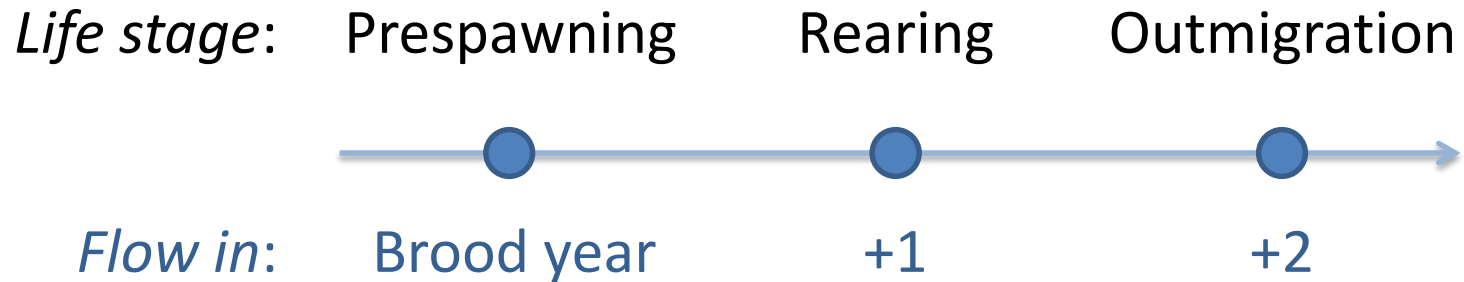 Life stage: Prespawning Rearing Outmigration
Flow in: Brood year +1 +2